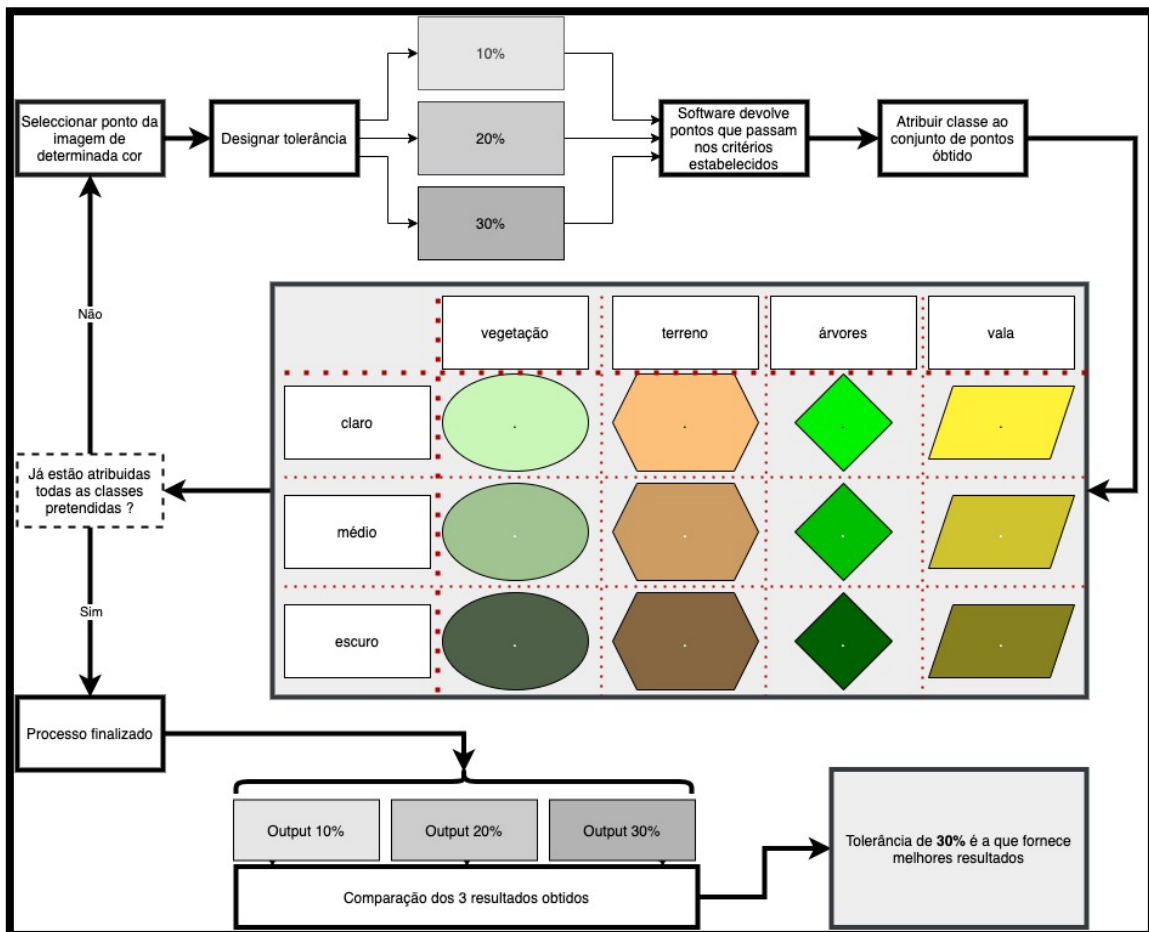 Seleccionar ponto da
imagem de
determinada cor
Designar tolerância
10%
20%
30%
Software devolve
pontos que passam
nos critérios
estabelecidos
Atribuir classe ao
conjunto de pontos
óbtido
Não
vegetação
terreno
árvores
vala
claro
médio
escuro
Já estão atribuidas
todas as classes
pretendidas ?
Sim
Processo finalizado
Output 10%
Output 20%
Output 30%
Comparação dos 3 resultados obtidos
Tolerância de 30% é a que fornece
melhores resultados